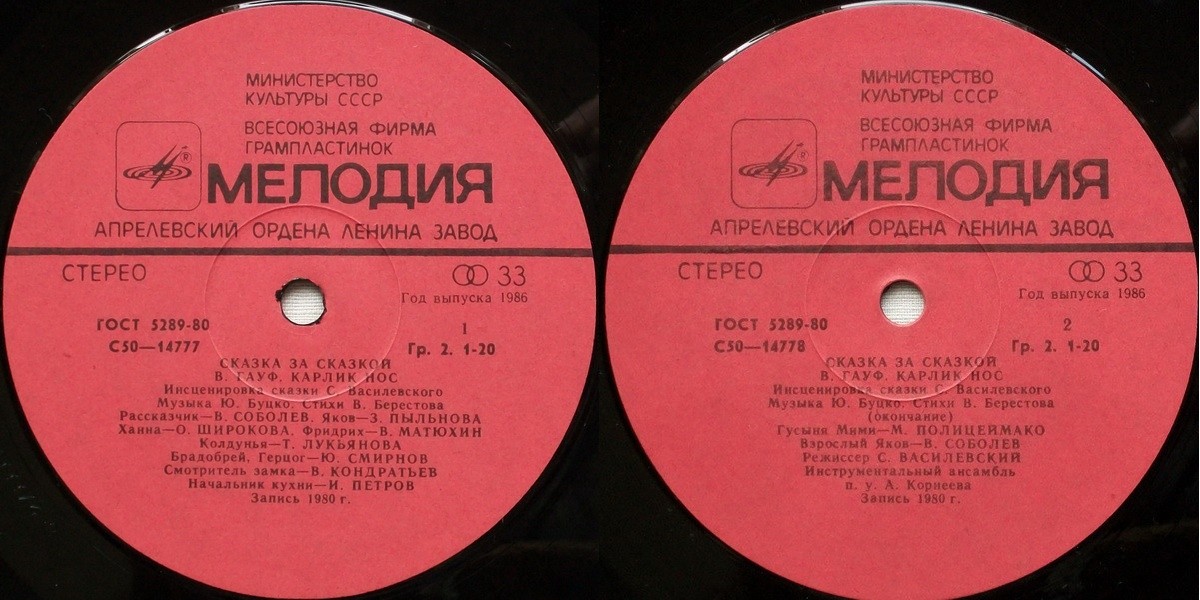 МИНИСТЕРСТВО
КУЛЬТУРЫ СССР
ВСЕСОЮЗНАЯ ФИРМА
ГРАМПЛАСТИНОК
®
МЕЛОДИЯ
АПРЕЛЕВСКИЙ ОРДЕНА ЛЕНИНА ЗАВОД
СТЕРЕО
33
Год выпуска 1986
ГОСТ 5289-80
1
С50—14777
Гр. 2. 1-20
СКАЗКА ЗА СКАЗКОЙ
В. ГАУФ. КАРЛИК НОС
Инсценировка сказки С. Василевского
Музыка Ю. Буцко. Стихи В. Берестова
Рассказчик—В. СОБОЛЕВ, Яков—З. ПЫЛЬНОВА
Ханна—О. ШИРОКОВА, Фридрих—В. МАТЮХИН
Колдунья—Т. ЛУКЬЯНОВА
Брадобрей, Герцог—Ю. СМИРНОВ
Смотритель замка—В. КОНДРАТЬЕВ
Начальник кухни—И. ПЕТРОВ
Запись 1980 г.
МИНИСТЕРСТВО
КУЛЬТУРЫ СССР
ВСЕСОЮЗНАЯ ФИРМА
ГРАМПЛАСТИНОК
®
МЕЛОДИЯ
АПРЕЛЕВСКИЙ ОРДЕНА ЛЕНИНА ЗАВОД
СТЕРЕО
33
Год выпуска 1986
ГОСТ 5289-80
2
С50—14778
Гр. 2. 1-20
СКАЗКА ЗА СКАЗКОЙ
В. ГАУФ. КАРЛИК НОС
Инсценировка сказки С. Василевского
Музыка Ю. Буцко. Стихи В. Берестова
(окончание)
Гусыня Мими—М. ПОЛИЦЕЙМАКО
Взрослый Яков—В. СОБОЛЕВ
Режиссер С. ВАСИЛЕВСКИЙ
Инструментальный ансамбль
п. у. А. Корнеева
Запись 1980 г.